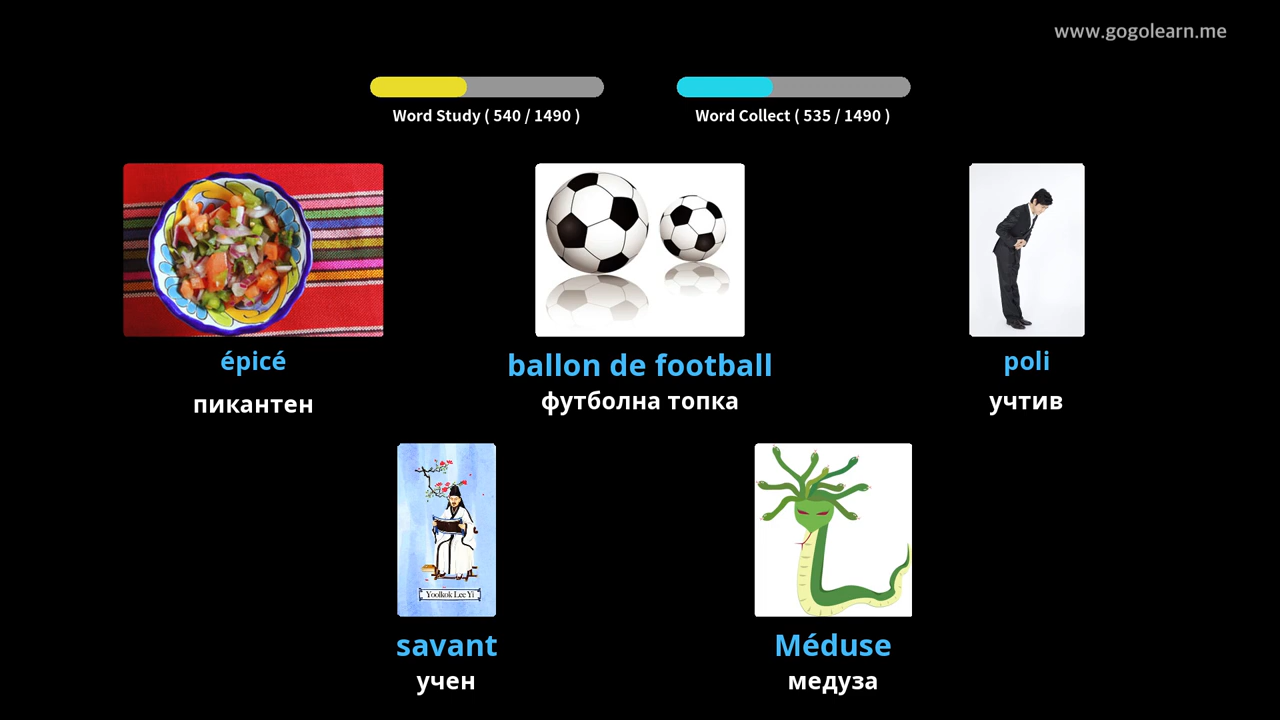 www.gogolearn.me
Word Study ( 540 / 1490 )
Word Collect ( 535 / 1490 )
épicé
пикантен
ballon de football
футболна топка
poli
учтив
Yoolkok Lee Yi
savant
учен
Méduse
медуза